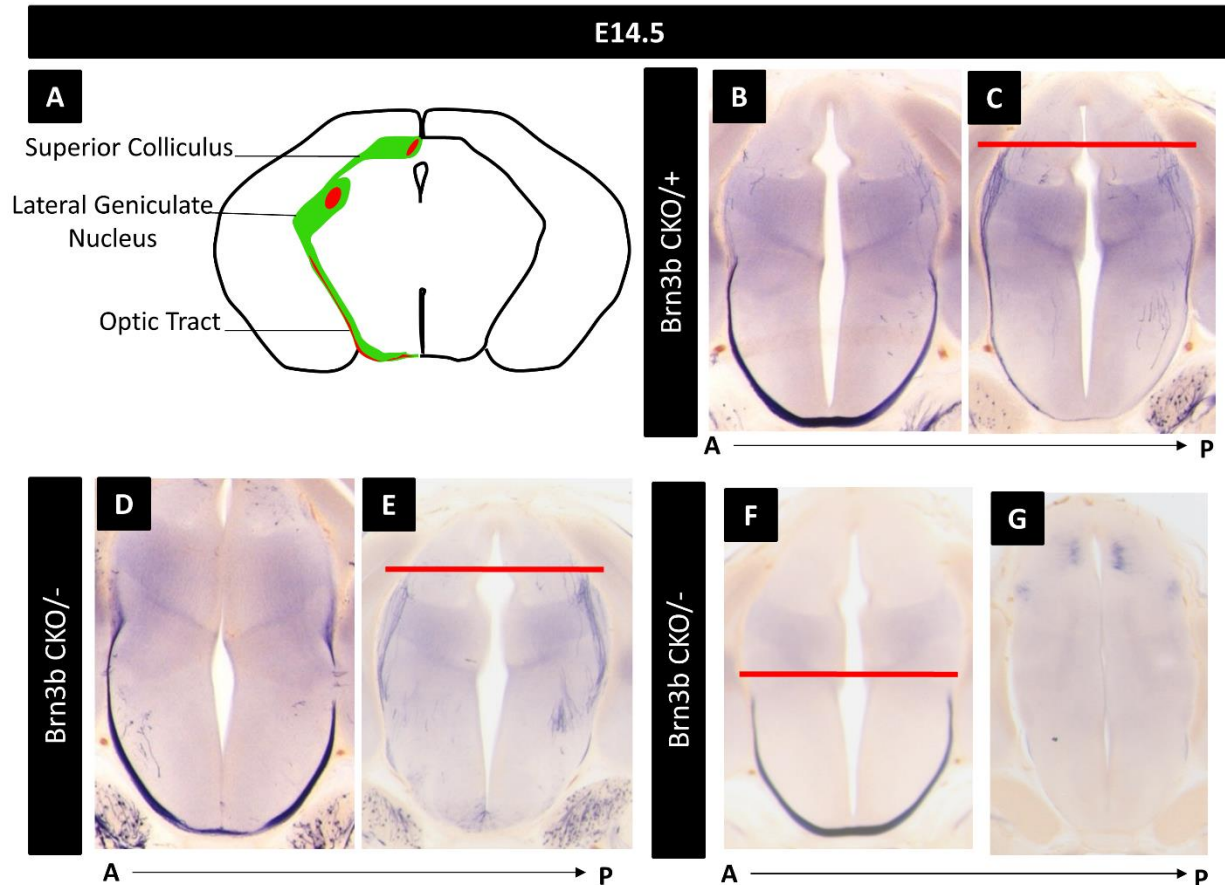 E14.5
A
Superior Colliculus
Lateral Geniculate
Nucleus
Optic Tract
Brn3b CKO/+
B
C
A
P
Brn3b CKO/-
D
E
A
P
Brn3b CKO/-
F
G
A
P